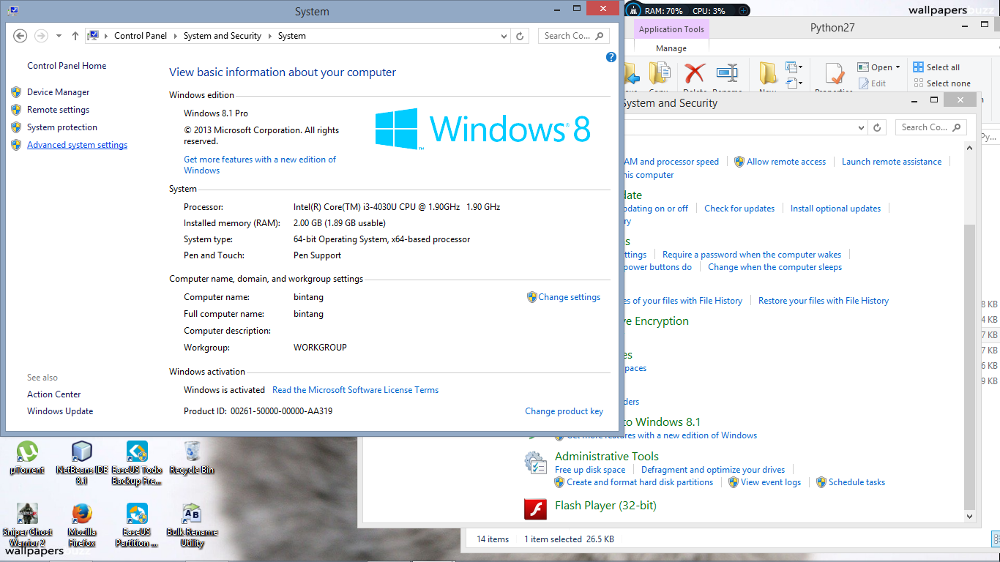 System
Control Panel
System and Security
System
Search Co...
Control Panel Home
Device Manager
Remote settings
System protection
Advanced system settings
View basic information about your computer
Windows edition
Windows 8.1 Pro
© 2013 Microsoft Corporation. All rights
reserved.
Get more features with a new edition of
Windows
Windows 8
System
Processor: Intel(R) Core(TM) i3-4030U CPU @ 1.90GHz 1.90 GHz
Installed memory (RAM): 2.00 GB (1.89 GB usable)
System type: 64-bit Operating System, x64-based processor
Pen and Touch: Pen Support
Computer name, domain, and workgroup settings
Computer name: bintang
Change settings
Full computer name: bintang
Computer description:
Workgroup: WORKGROUP
Windows activation
Windows is activated Read the Microsoft Software License Terms
Product ID: 00261-50000-00000-AA319
Change product key
See also
Action Center
Windows Update
RAM: 70% CPU: 3%
wallpapersbuzz
Application Tools
Python27
Manage
Open
Edit
Select all
Select none
System and Security
Search Co...
AM and processor speed
Allow remote access
Launch remote assistance
his computer
date
pdating on or off
Check for updates
Install optional updates
ry
s
ettings
Require a password when the computer wakes
power buttons do
Change when the computer sleeps
es of your files with File History
Restore your files with File History
ve Encryption
es
paces
ders
to Windows 8.1
Get more features with a new edition of Windows
Administrative Tools
Free up disk space
Defragment and optimize your drives
Create and format hard disk partitions
View event logs
Schedule tasks
Flash Player (32-bit)
Py...
8 KB
4 KB
7 KB
7 KB
6 KB
9 KB
14 items
1 item selected 26.5 KB
µTorrent
NetBeans IDE
8.1
EaseUS Todo
Backup Fre...
Recycle Bin
Sniper Ghost
Warrior 2
Mozilla
Firefox
EaseUS
Partition ...
Bulk Rename
Utility
wallpapersbuzz